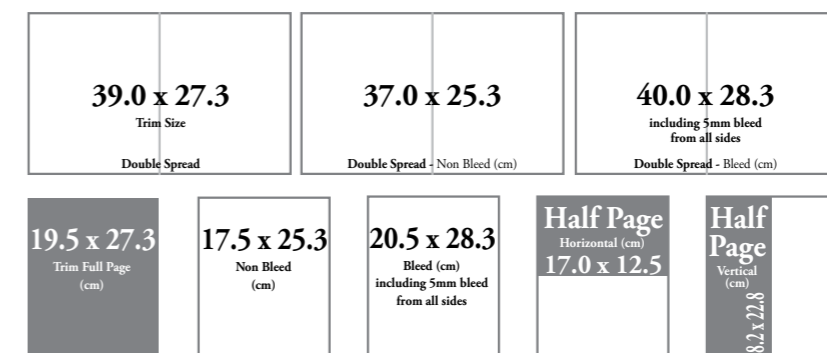 39.0 x 27.3
Trim Size
Double Spread
37.0 x 25.3
Double Spread - Non Bleed (cm)
40.0 x 28.3
including 5mm bleed
from all sides
Double Spread - Bleed (cm)
19.5 x 27.3
Trim Full Page
(cm)
17.5 x 25.3
Non Bleed
(cm)
20.5 x 28.3
Bleed (cm)
including 5mm bleed
from all sides
Half Page
Horizontal (cm)
17.0 x 12.5
Half
Page
Vertical
(cm)
8.2 x 22.8